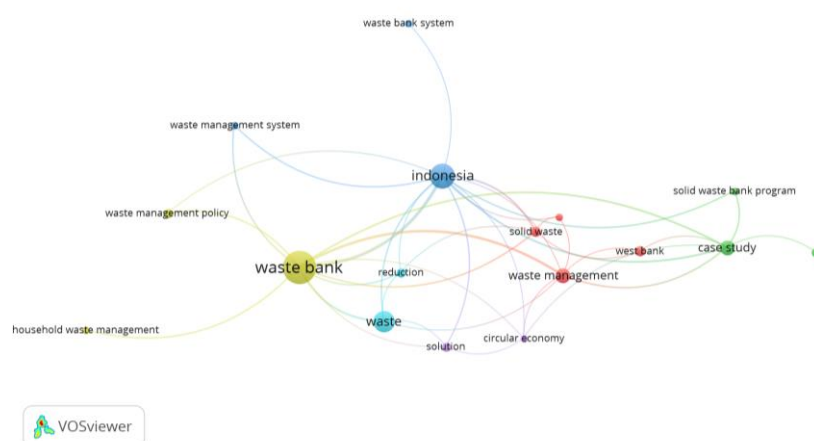 waste bank system
waste management system
indonesia
solid waste bank program
waste management policy
solid waste
west bank
case study
waste bank
reduction
waste management
waste
household waste management
solution
circular economy
VOSviewer